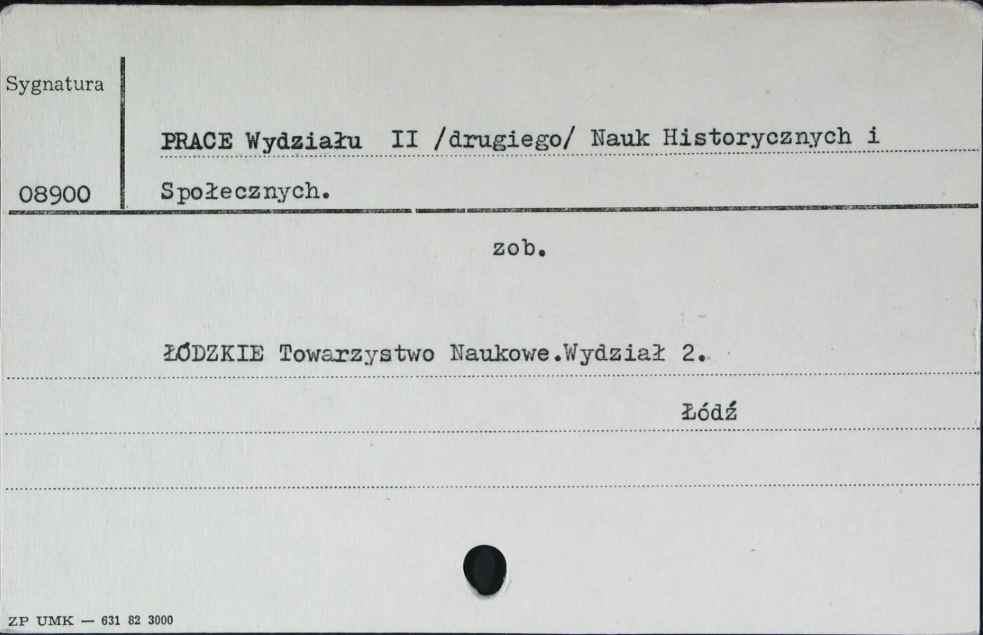 Sygnatura
PRACE Wydziału II /drugiego/ Nauk Historycznych i
08900 Społecznych.
zob.
ŁÓDZKIE Towarzystwo Naukowe.Wydział 2.
Łódź
ZP UMK — 631 82 3000